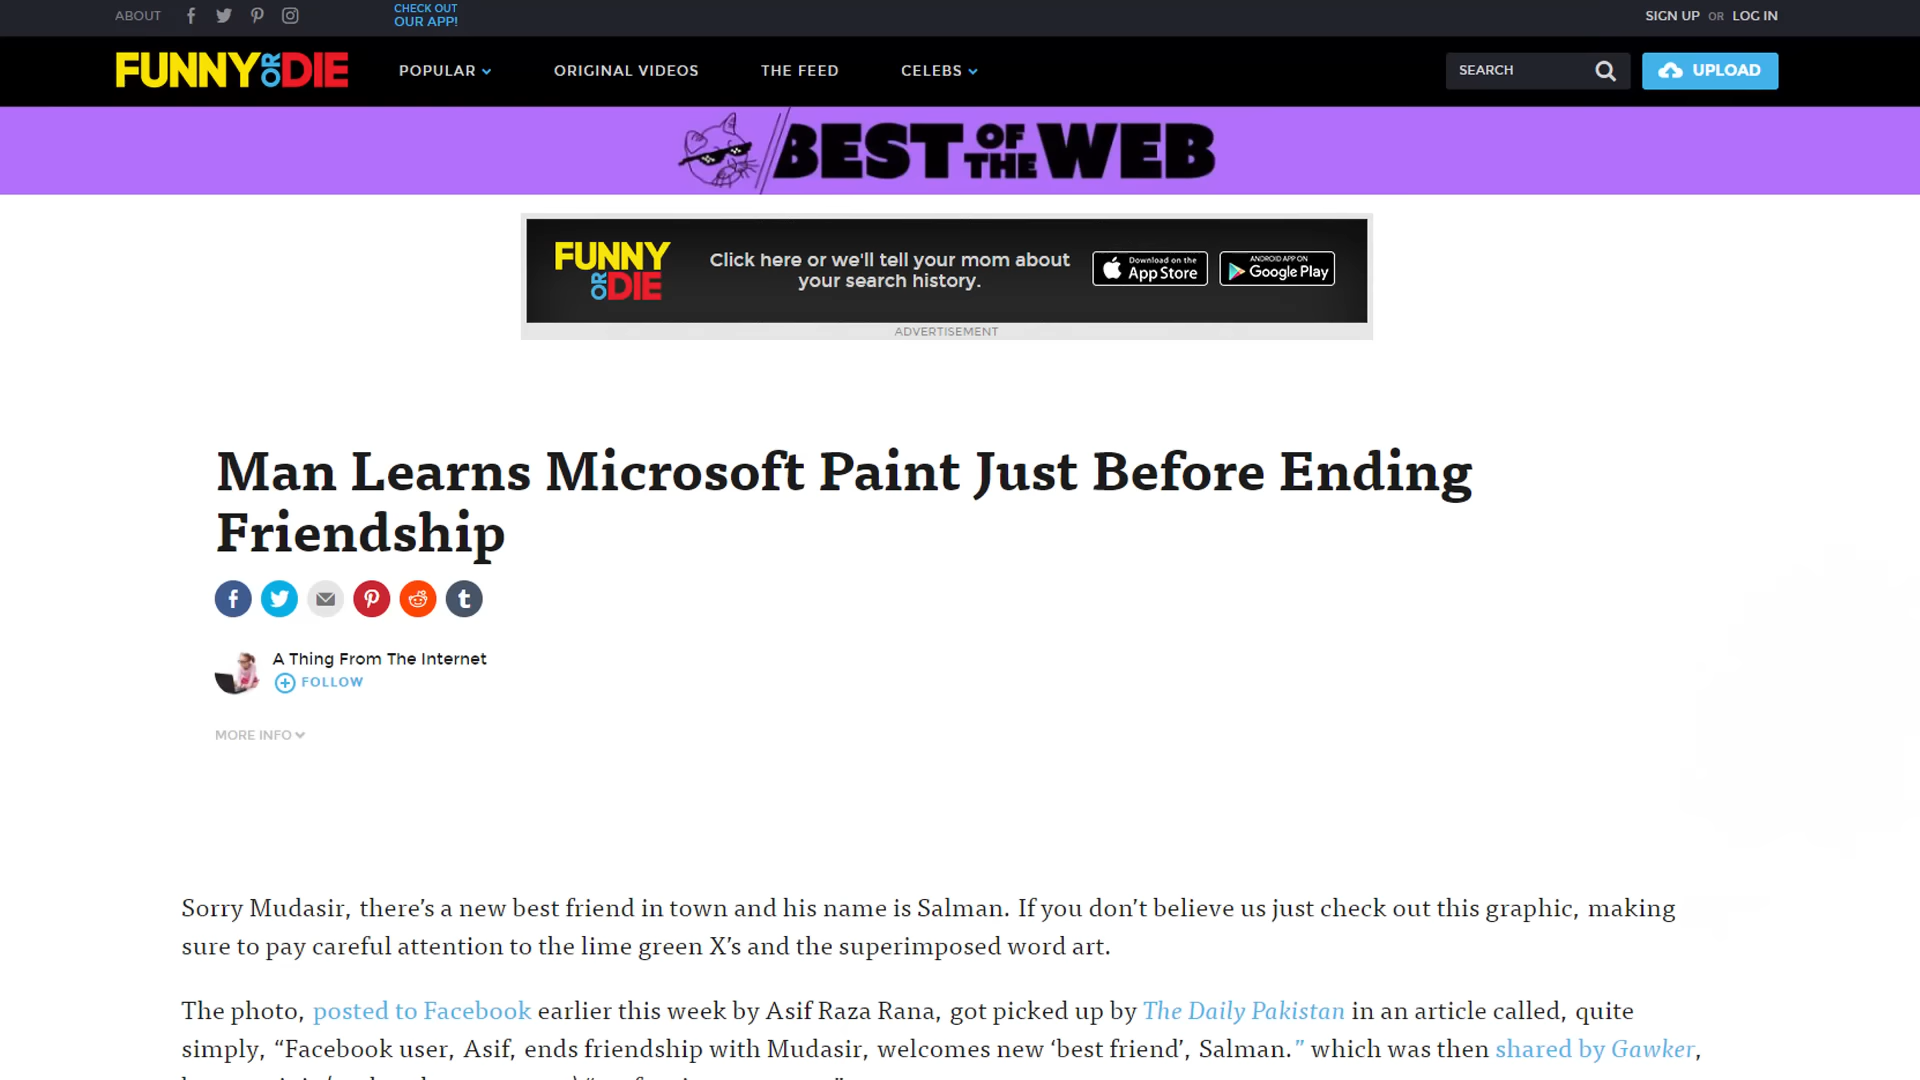 ABOUT
CHECK OUT
OUR APP!
SIGN UP OR LOG IN
FUNNY OR DIE
POPULAR
ORIGINAL VIDEOS
THE FEED
CELEBS
SEARCH
UPLOAD
BEST OF THE WEB
FUNNY OR DIE
Click here or we'll tell your mom about
your search history.
Download on the
App Store
ANDROID APP ON
Google Play
ADVERTISEMENT
Man Learns Microsoft Paint Just Before Ending
Friendship
A Thing From The Internet
FOLLOW
MORE INFO
Sorry Mudasir, there’s a new best friend in town and his name is Salman. If you don’t believe us just check out this graphic, making
sure to pay careful attention to the lime green X’s and the superimposed word art.
The photo, posted to Facebook earlier this week by Asif Raza Rana, got picked up by The Daily Pakistan in an article called, quite
simply, “Facebook user, Asif, ends friendship with Mudasir, welcomes new ‘best friend’, Salman.” which was then shared by Gawker,